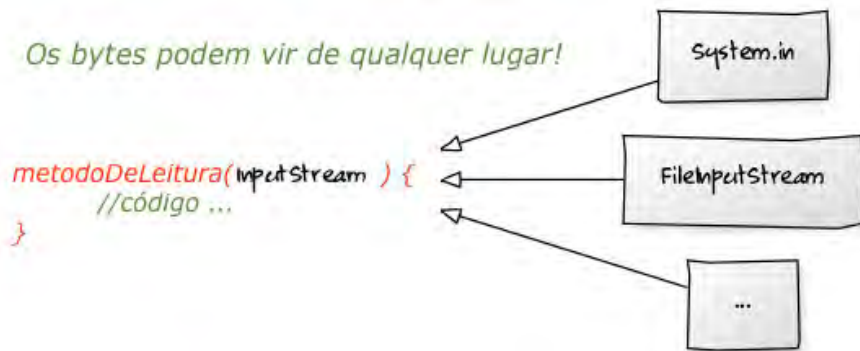 Os bytes podem vir de qualquer lugar!
System.in
metodoDeLeitura( InputStream ) {
FileInputStream
//código ...
}
...